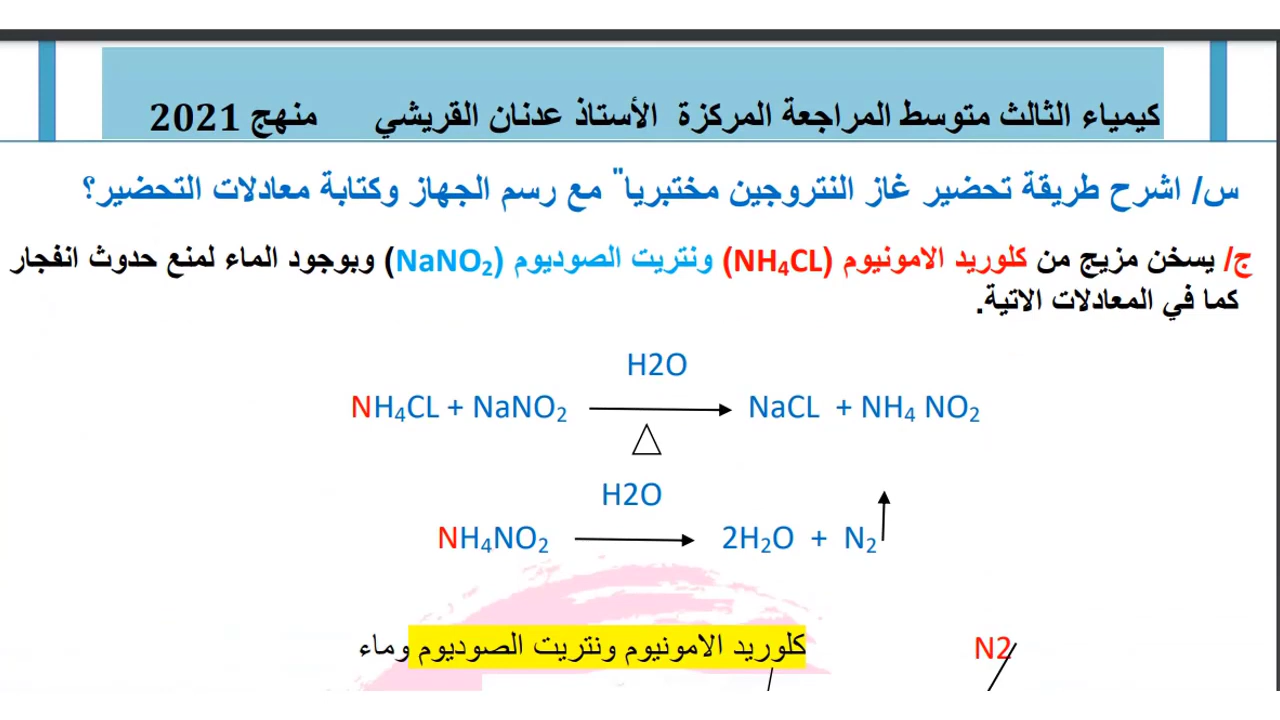 كيمياء الثالث متوسط المراجعة المركزة الأستاذ عدنان القريشي منهج 2021
س/ اشرح طريقة تحضير غاز النتروجين مختبريا" مع رسم الجهاز وكتابة معادلات التحضير؟
ج/ يسخن مزيج من كلوريد الامونيوم (NH₄CL) ونتريت الصوديوم (NaNO₂) وبوجود الماء لمنع حدوث انفجار
كما في المعادلات الاتية.
H2O
NH₄CL + NaNO₂ → NaCL + NH₄ NO₂
△
H2O
NH₄NO₂ → 2H₂O + N₂ ↑
كلوريد الامونيوم ونتريت الصوديوم وماء
N2